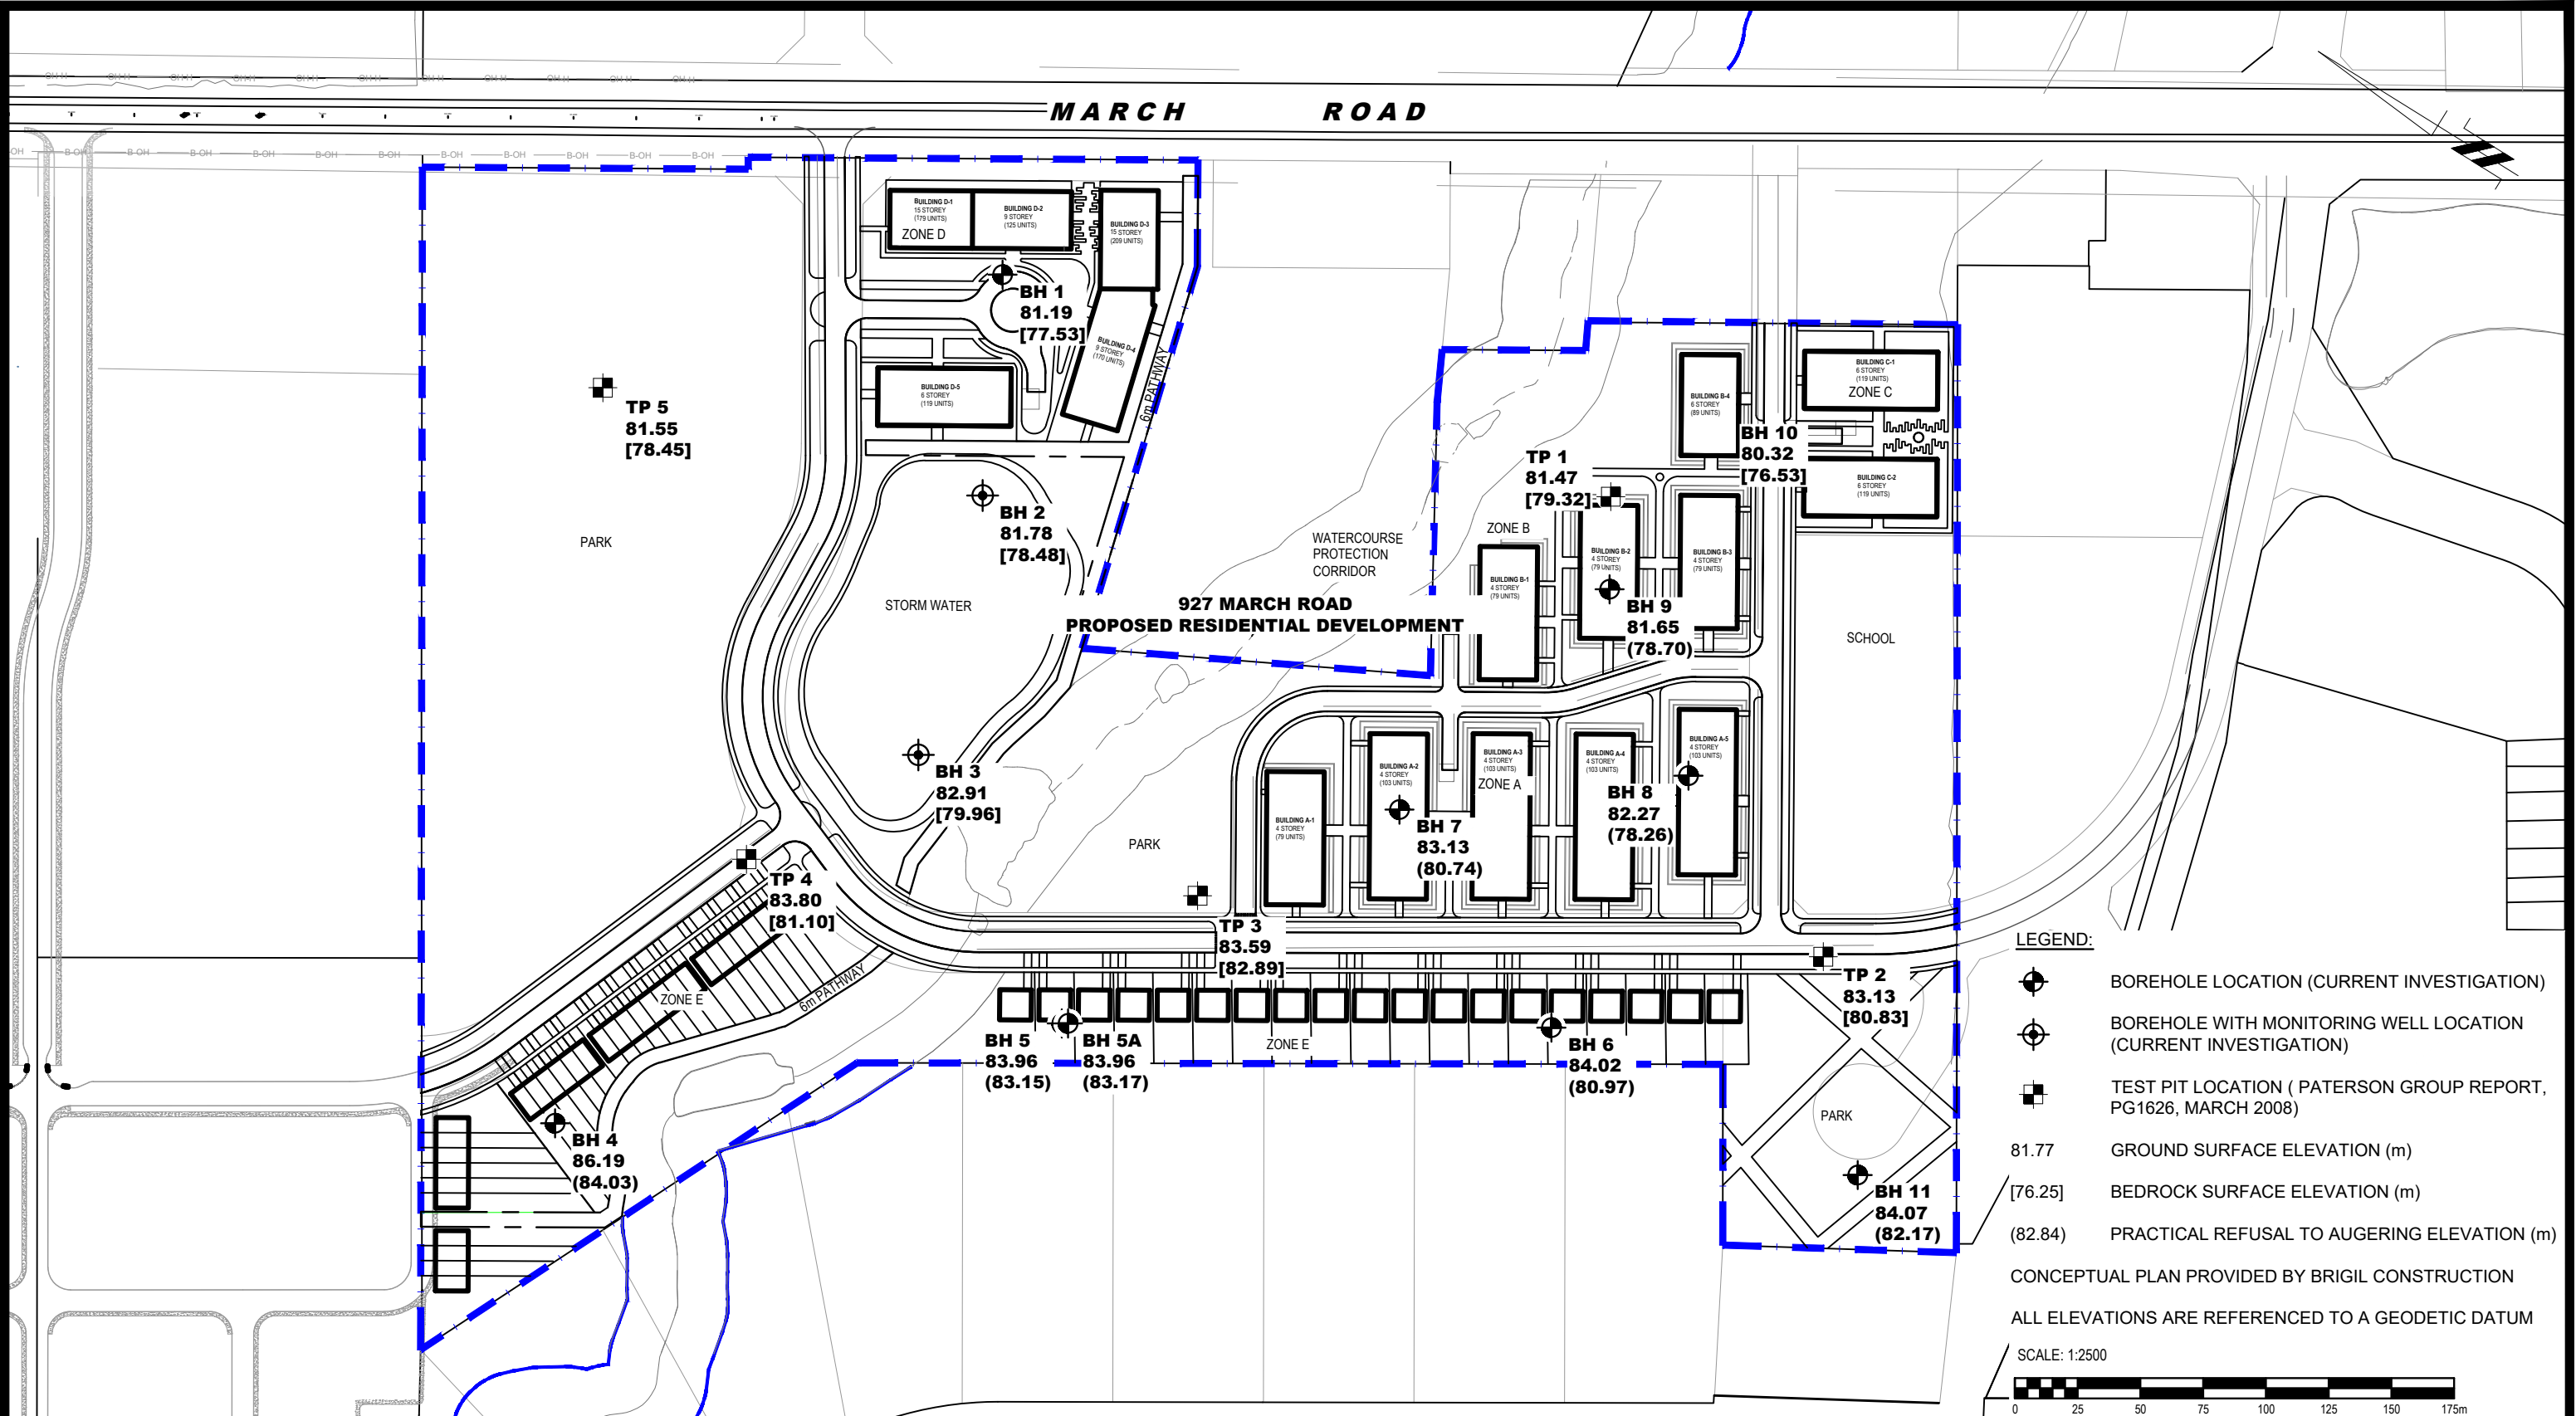 MARCH ROAD
BUILDING D-1
15 STOREY
(179 UNITS)
ZONE D
BUILDING D-2
9 STOREY
(125 UNITS)
BUILDING D-3
15 STOREY
(209 UNITS)
BH 1
81.19
[77.53]
BUILDING D-4
9 STOREY
(170 UNITS)
6m PATHWAY
BUILDING D-5
6 STOREY
(119 UNITS)
TP 5
81.55
[78.45]
PARK
BH 2
81.78
[78.48]
STORM WATER
WATERCOURSE
PROTECTION
CORRIDOR
927 MARCH ROAD
PROPOSED RESIDENTIAL DEVELOPMENT
BUILDING C-1
6 STOREY
(119 UNITS)
ZONE C
BUILDING B-4
6 STOREY
(89 UNITS)
BH 10
80.32
[76.53]
BUILDING C-2
6 STOREY
(119 UNITS)
TP 1
81.47
[79.32]
ZONE B
BUILDING B-1
4 STOREY
(79 UNITS)
BUILDING B-2
4 STOREY
(79 UNITS)
BUILDING B-3
4 STOREY
(79 UNITS)
BH 9
81.65
(78.70)
SCHOOL
BH 3
82.91
[79.96]
PARK
BUILDING A-1
4 STOREY
(79 UNITS)
BUILDING A-2
4 STOREY
(103 UNITS)
BUILDING A-3
4 STOREY
(103 UNITS)
ZONE A
BUILDING A-4
4 STOREY
(103 UNITS)
BUILDING A-5
4 STOREY
(103 UNITS)
BH 7
83.13
(80.74)
BH 8
82.27
(78.26)
TP 4
83.80
[81.10]
TP 3
83.59
[82.89]
TP 2
83.13
[80.83]
ZONE E
6m PATHWAY
BH 5
83.96
(83.15)
BH 5A
83.96
(83.17)
ZONE E
BH 6
84.02
(80.97)
BH 4
86.19
(84.03)
PARK
BH 11
84.07
(82.17)
LEGEND:
BOREHOLE LOCATION (CURRENT INVESTIGATION)
BOREHOLE WITH MONITORING WELL LOCATION
(CURRENT INVESTIGATION)
TEST PIT LOCATION ( PATERSON GROUP REPORT,
PG1626, MARCH 2008)
81.77 GROUND SURFACE ELEVATION (m)
[76.25] BEDROCK SURFACE ELEVATION (m)
(82.84) PRACTICAL REFUSAL TO AUGERING ELEVATION (m)
CONCEPTUAL PLAN PROVIDED BY BRIGIL CONSTRUCTION
ALL ELEVATIONS ARE REFERENCED TO A GEODETIC DATUM
SCALE: 1:2500
0 25 50 75 100 125 150 175m